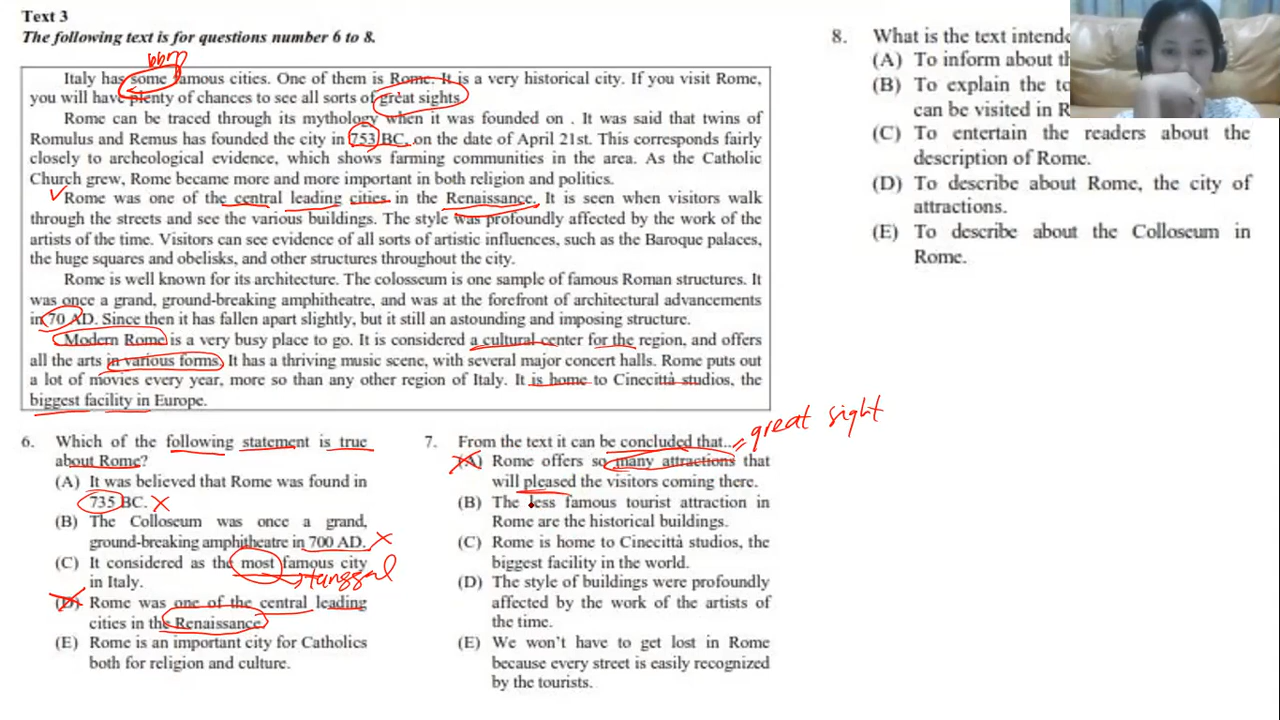 Text 3
The following text is for questions number 6 to 8.
bbrp
Italy has some famous cities. One of them is Rome. It is a very historical city. If you visit Rome,
you will have plenty of chances to see all sorts of great sights.
Rome can be traced through its mythology when it was founded on . It was said that twins of
Romulus and Remus has founded the city in 753 BC, on the date of April 21st. This corresponds fairly
closely to archeological evidence, which shows farming communities in the area. As the Catholic
Church grew, Rome became more and more important in both religion and politics.
Rome was one of the central leading cities in the Renaissance. It is seen when visitors walk
through the streets and see the various buildings. The style was profoundly affected by the work of the
artists of the time. Visitors can see evidence of all sorts of artistic influences, such as the Baroque palaces,
the huge squares and obelisks, and other structures throughout the city.
Rome is well known for its architecture. The colosseum is one sample of famous Roman structures. It
was once a grand, ground-breaking amphitheatre, and was at the forefront of architectural advancements
in 70 AD. Since then it has fallen apart slightly, but it still an astounding and imposing structure.
Modern Rome is a very busy place to go. It is considered a cultural center for the region, and offers
all the arts in various forms. It has a thriving music scene, with several major concert halls. Rome puts out
a lot of movies every year, more so than any other region of Italy. It is home to Cinecittà studios, the
biggest facility in Europe.
6. Which of the following statement is true
about Rome?
(A) It was believed that Rome was found in
735 BC.
(B) The Colloseum was once a grand,
ground-breaking amphitheatre in 700 AD.
(C) It considered as the most famous city
in Italy.
tunggal
(D) Rome was one of the central leading
cities in the Renaissance.
(E) Rome is an important city for Catholics
both for religion and culture.
7. From the text it can be concluded that...
= great sight
(A) Rome offers so many attractions that
will pleased the visitors coming there.
(B) The less famous tourist attraction in
Rome are the historical buildings.
(C) Rome is home to Cinecittà studios, the
biggest facility in the world.
(D) The style of buildings were profoundly
affected by the work of the artists of
the time.
(E) We won't have to get lost in Rome
because every street is easily recognized
by the tourists.
8. What is the text intende
(A) To inform about th
(B) To explain the to
can be visited in R
(C) To entertain the readers about the
description of Rome.
(D) To describe about Rome, the city of
attractions.
(E) To describe about the Colloseum in
Rome.